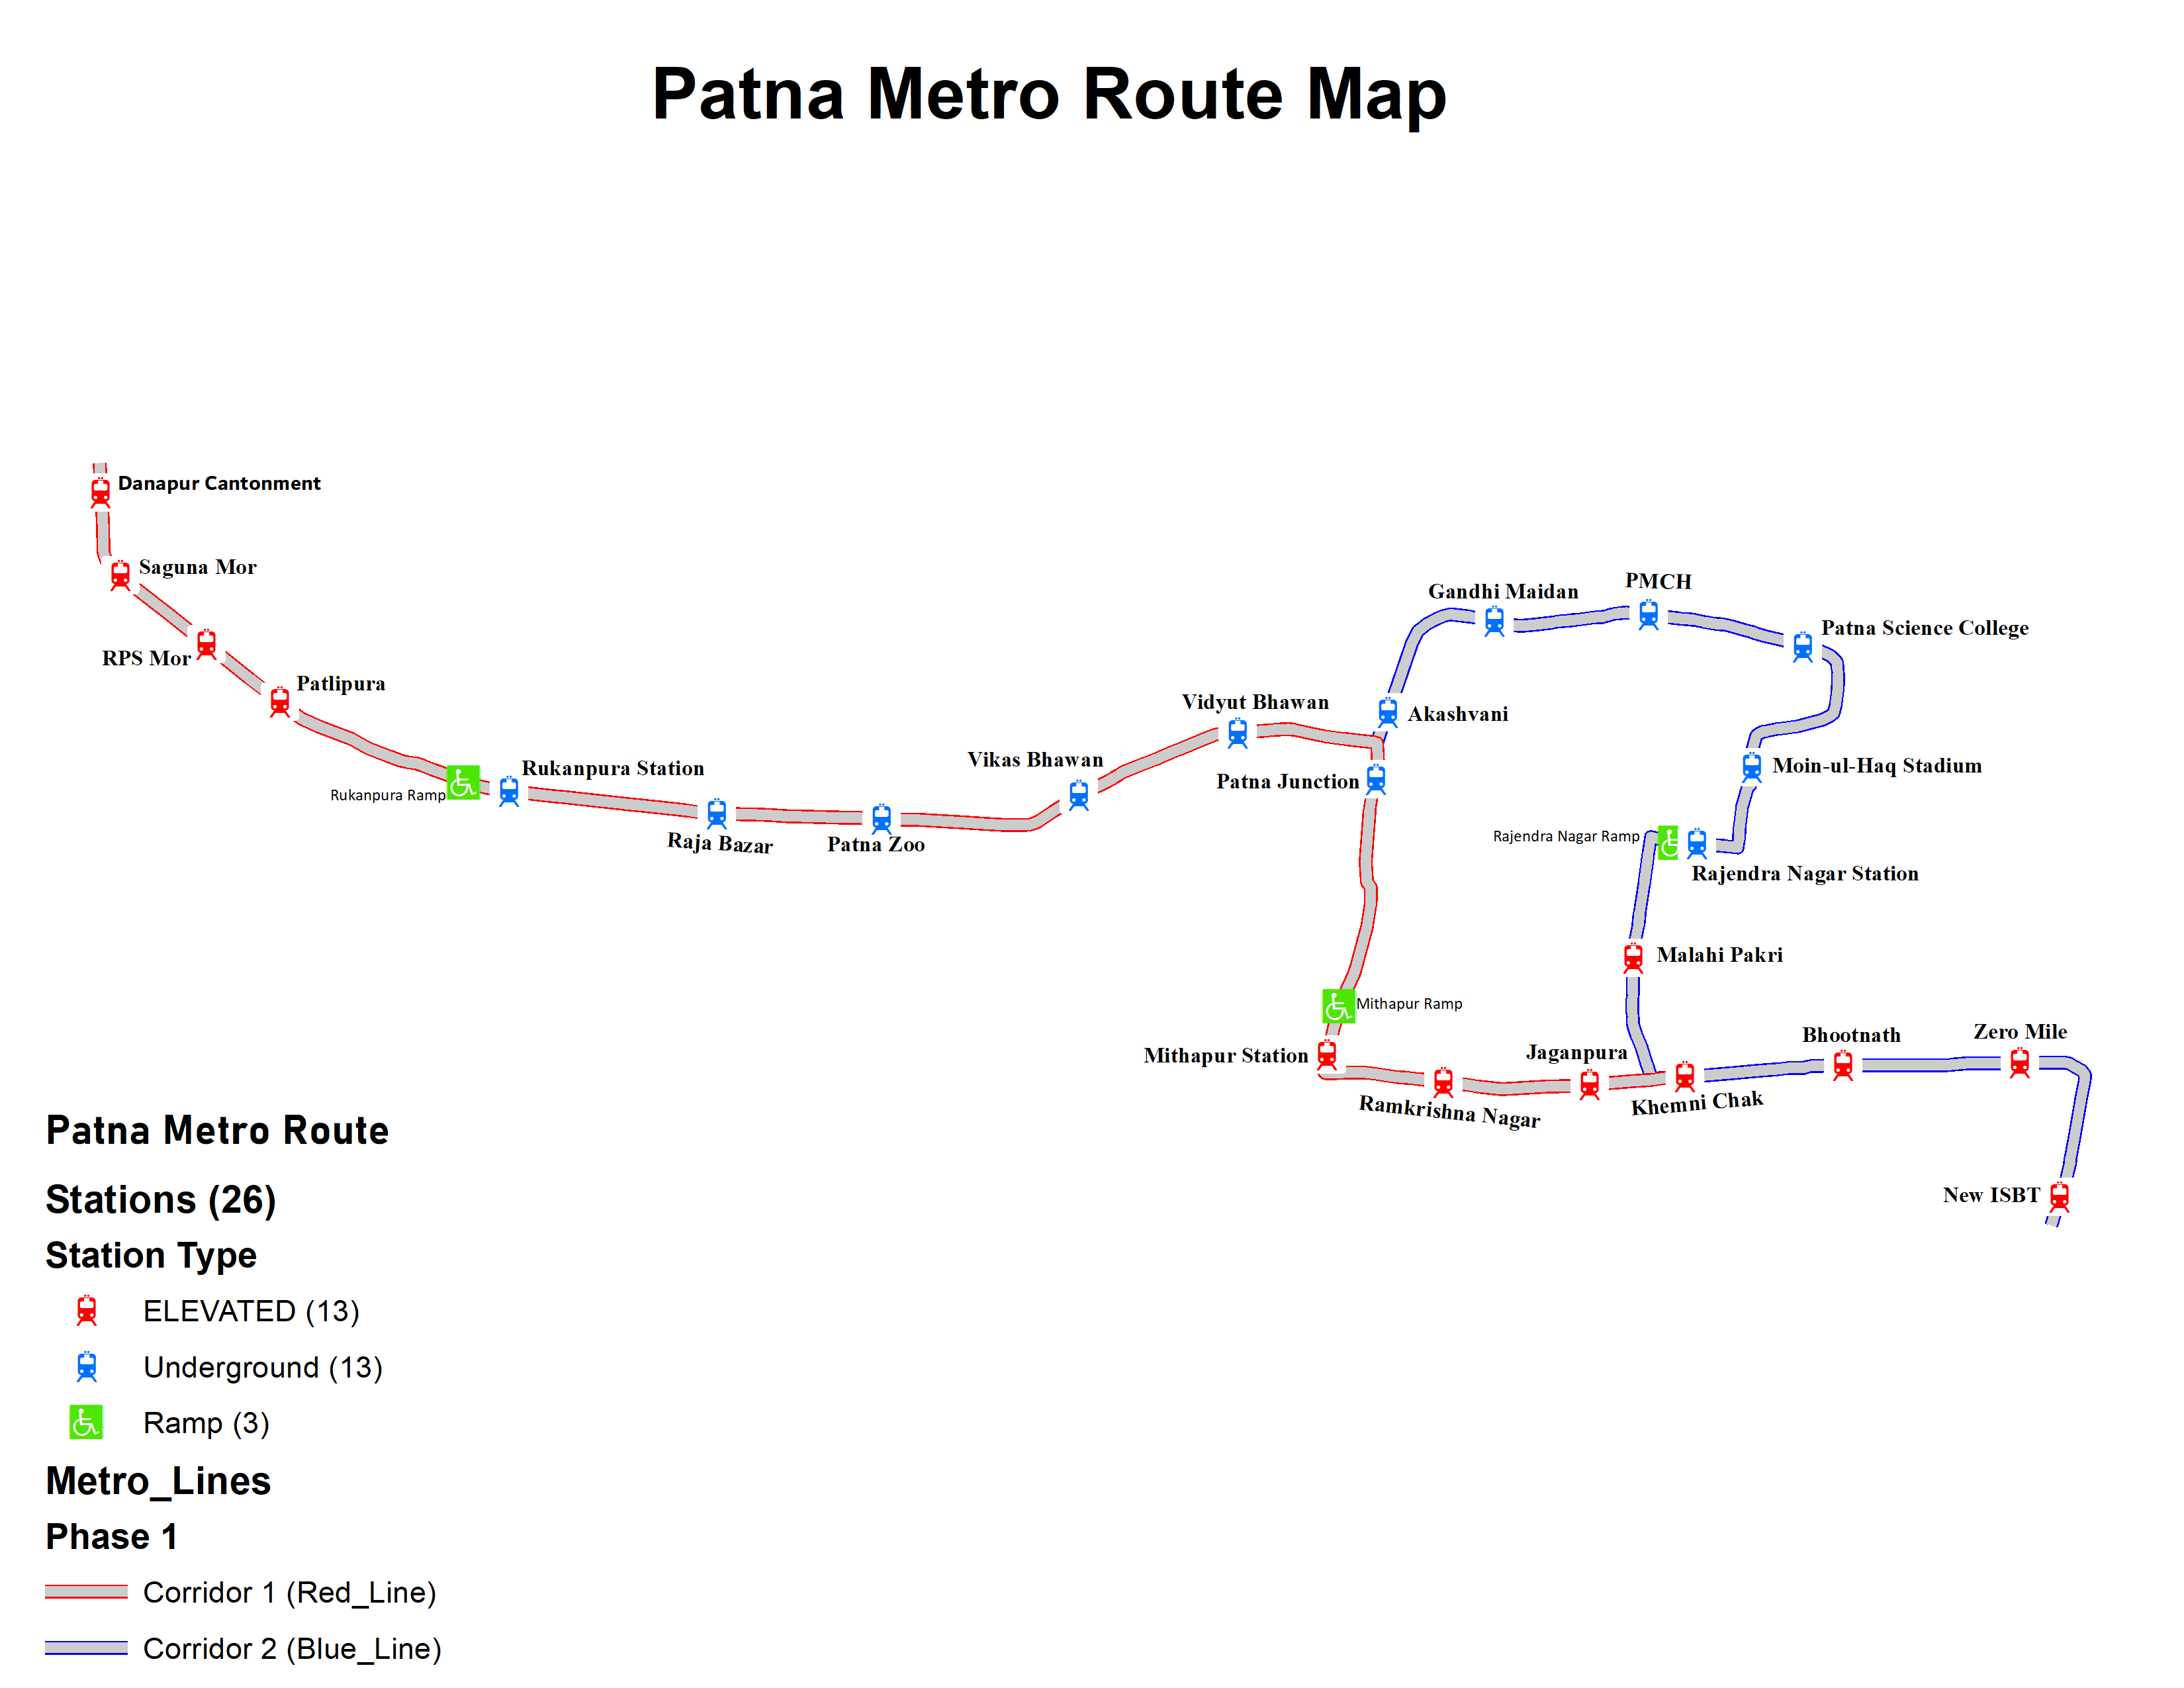 Patna Metro Route Map
Danapur Cantonment
Saguna Mor
RPS Mor
Patlipura
Rukanpura Ramp
Rukanpura Station
Raja Bazar
Patna Zoo
Vikas Bhawan
Vidyut Bhawan
Patna Junction
Akashvani
Gandhi Maidan
PMCH
Patna Science College
Moin-ul-Haq Stadium
Rajendra Nagar Ramp
Rajendra Nagar Station
Malahi Pakri
Mithapur Ramp
Mithapur Station
Ramkrishna Nagar
Jaganpura
Khemni Chak
Bhootnath
Zero Mile
New ISBT
Patna Metro Route
Stations (26)
Station Type
ELEVATED (13)
Underground (13)
Ramp (3)
Metro_Lines
Phase 1
Corridor 1 (Red_Line)
Corridor 2 (Blue_Line)